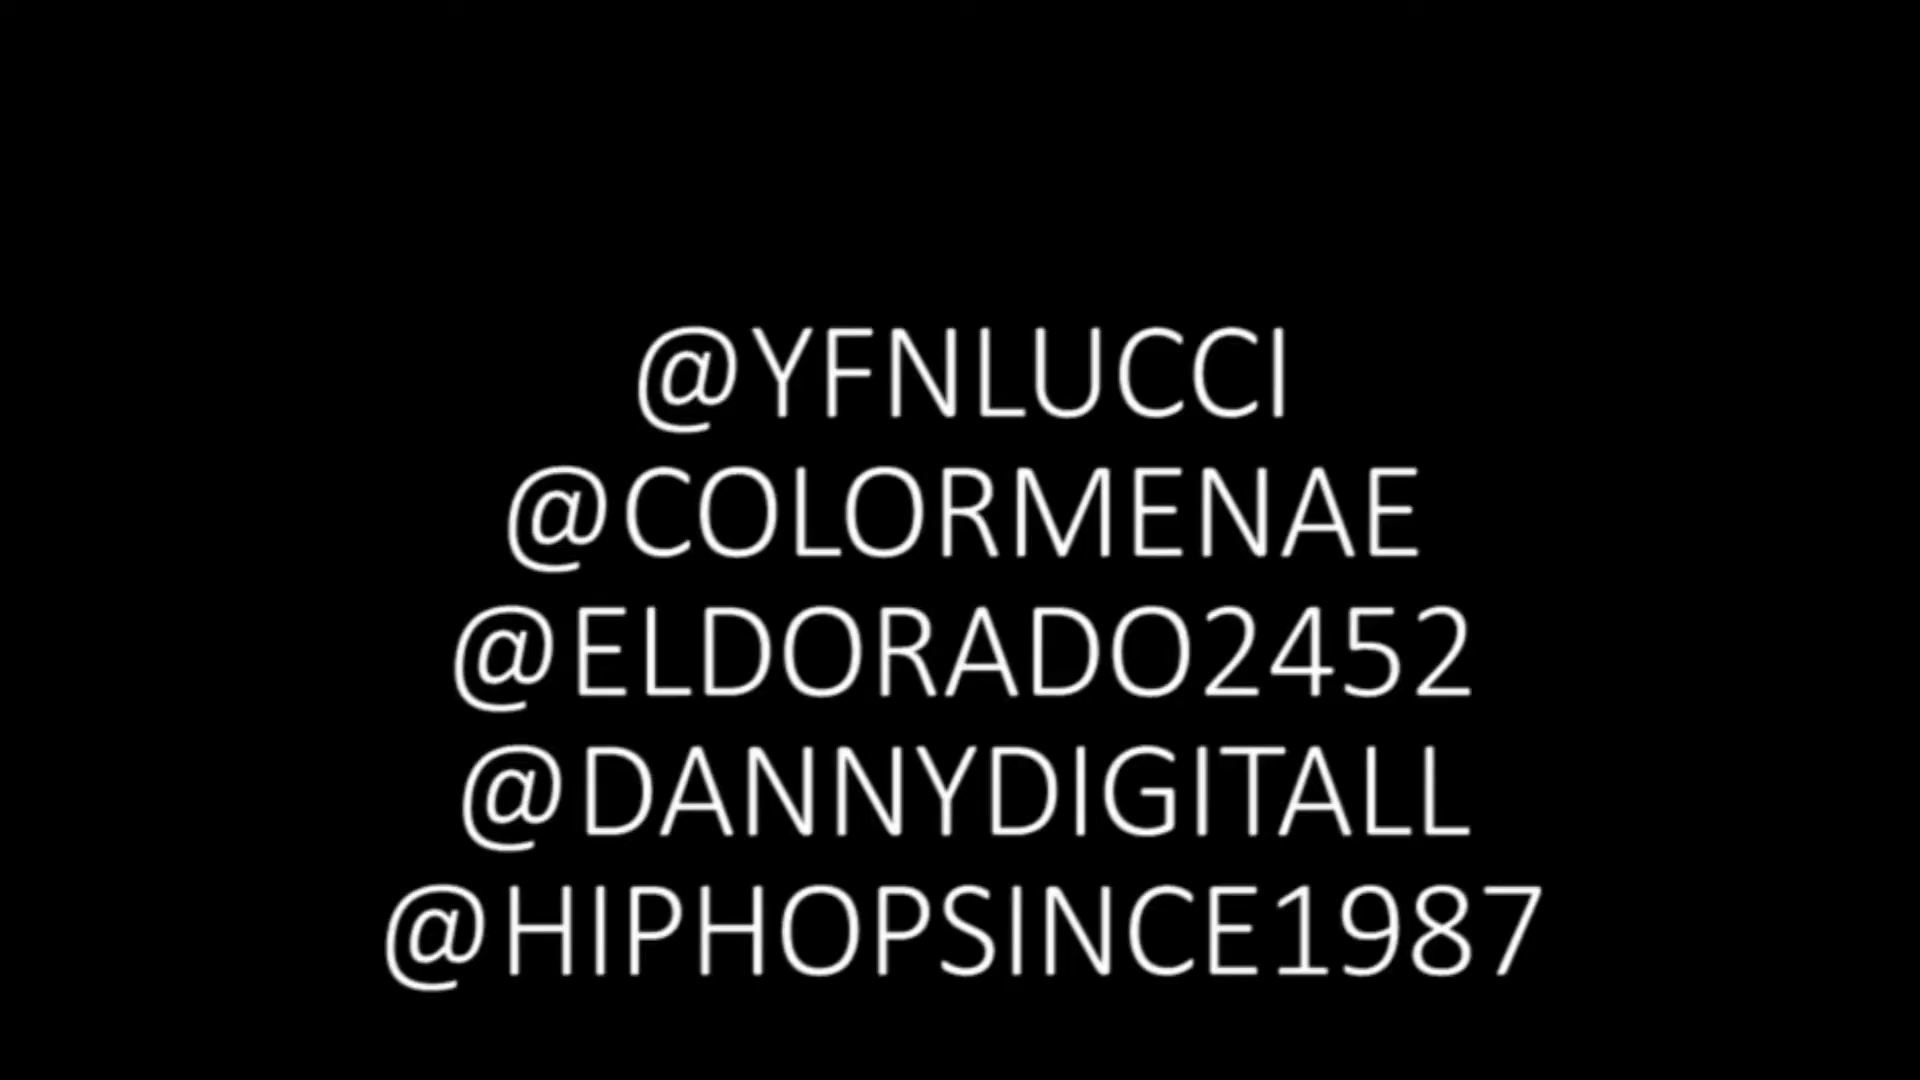 @YFNLUCCI
@COLORMENAE
@ELDORADO2452
@DANNYDIGITALL
@HIPHOPSINCE1987